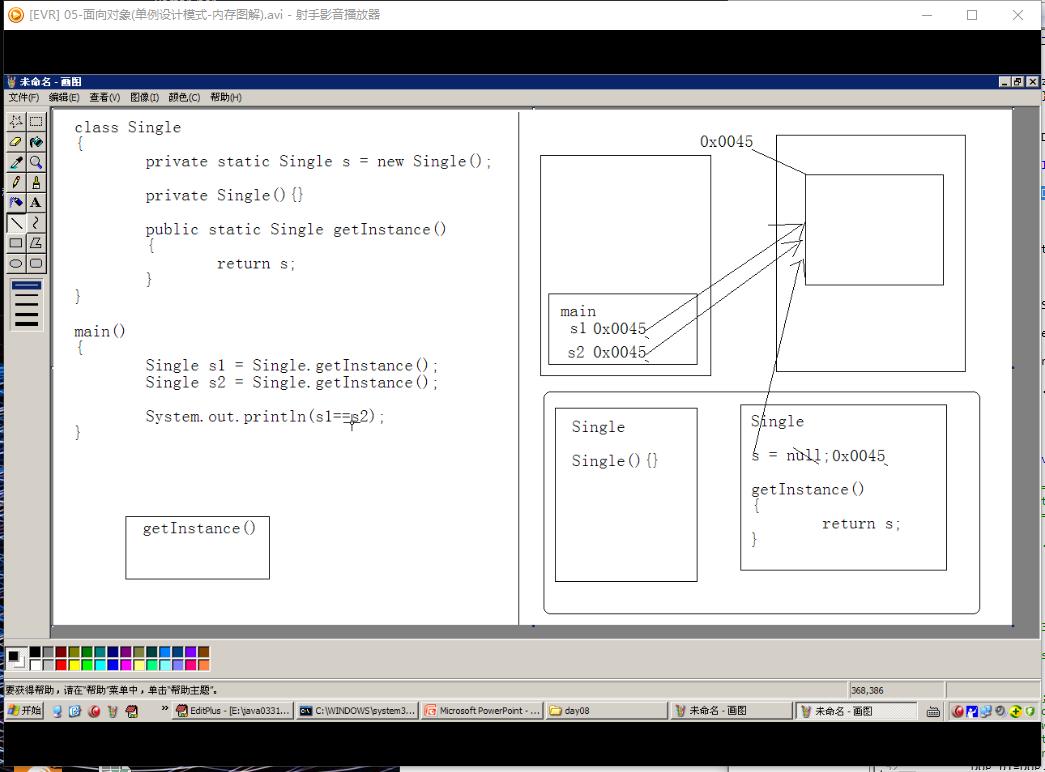 [EVR] 05-面向对象(单例设计模式-内存图解).avi - 射手影音播放器
未命名 - 画图
文件(F) 编辑(E) 查看(V) 图像(I) 颜色(C) 帮助(H)
class Single
{
private static Single s = new Single();
private Single(){}
public static Single getInstance()
{
return s;
}
}
main()
{
Single s1 = Single.getInstance();
Single s2 = Single.getInstance();
System.out.println(s1==s2);
}
getInstance()
0x0045
main
s1 0x0045
s2 0x0045
Single
Single(){}
Single
s = null;0x0045
getInstance()
{
return s;
}
要获得帮助，请在“帮助”菜单中，单击“帮助主题”。
368,386
开始
EditPlus - [E:\java0331...
C:\WINDOWS\system3...
Microsoft PowerPoint - ...
day08
未命名 - 画图
未命名 - 画图